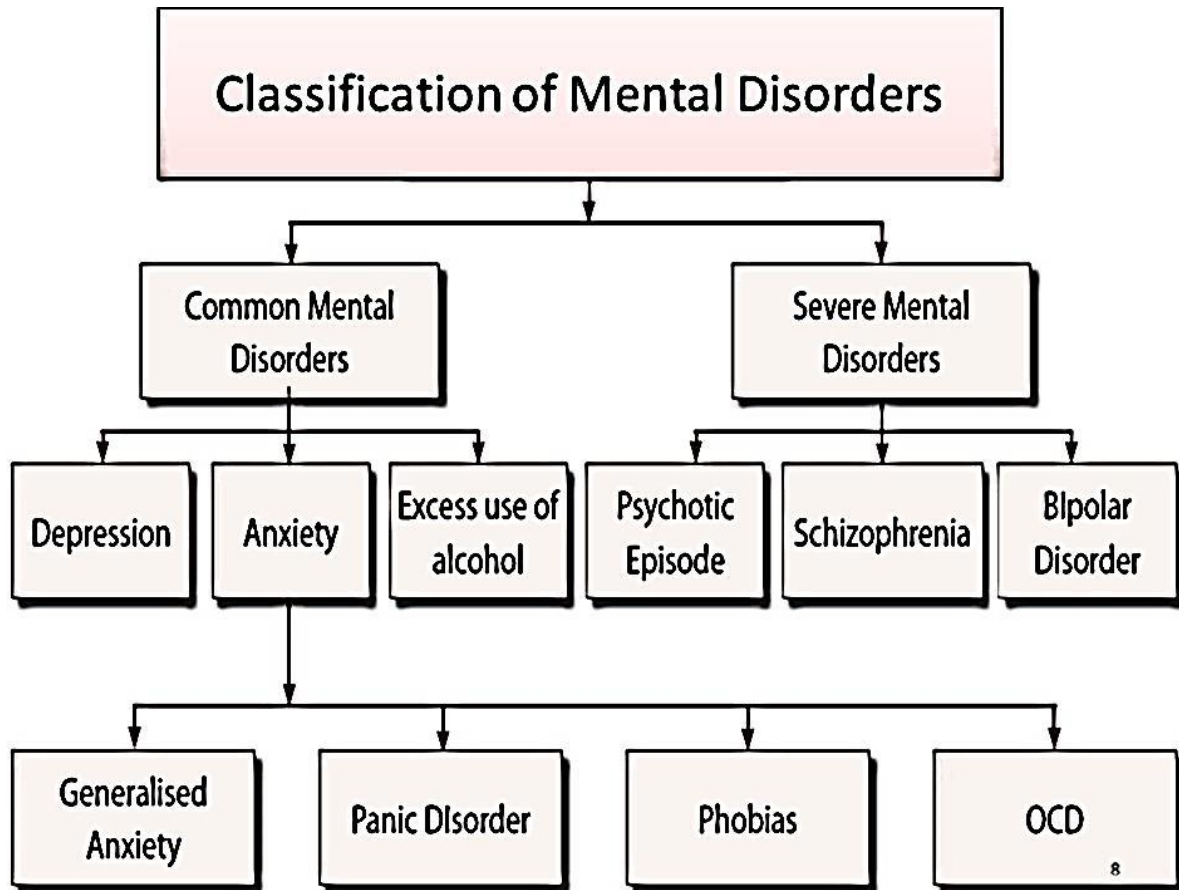 Classification of Mental Disorders
Common Mental
Disorders
Severe Mental
Disorders
Depression
Anxiety
Excess use of
alcohol
Psychotic
Episode
Schizophrenia
BIpolar
Disorder
Generalised
Anxiety
Panic DIsorder
Phobias
OCD
8